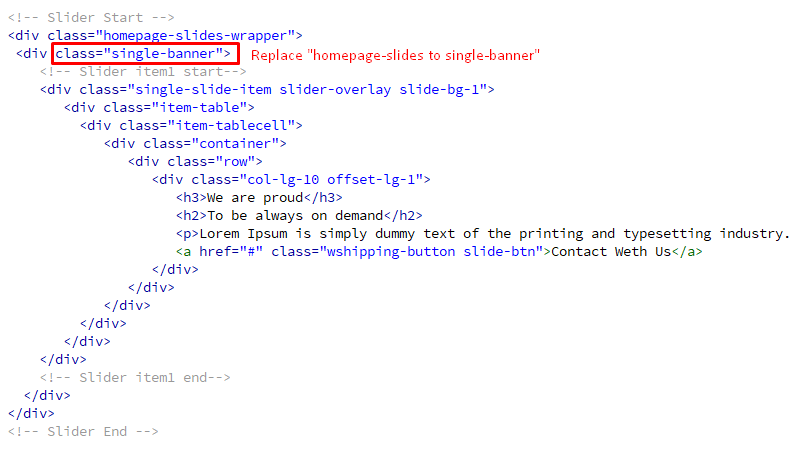 <!-- Slider Start -->
<div class="homepage-slides-wrapper">
<div class="single-banner"> Replace "homepage-slides to single-banner"
<!-- Slider item1 start-->
<div class="single-slide-item slider-overlay slide-bg-1">
<div class="item-table">
<div class="item-tablecell">
<div class="container">
<div class="row">
<div class="col-lg-10 offset-lg-1">
<h3>We are proud</h3>
<h2>To be always on demand</h2>
<p>Lorem Ipsum is simply dummy text of the printing and typesetting industry.
<a href="#" class="wshipping-button slide-btn">Contact Weth Us</a>
</div>
</div>
</div>
</div>
</div>
</div>
<!-- Slider item1 end-->
</div>
</div>
<!-- Slider End -->